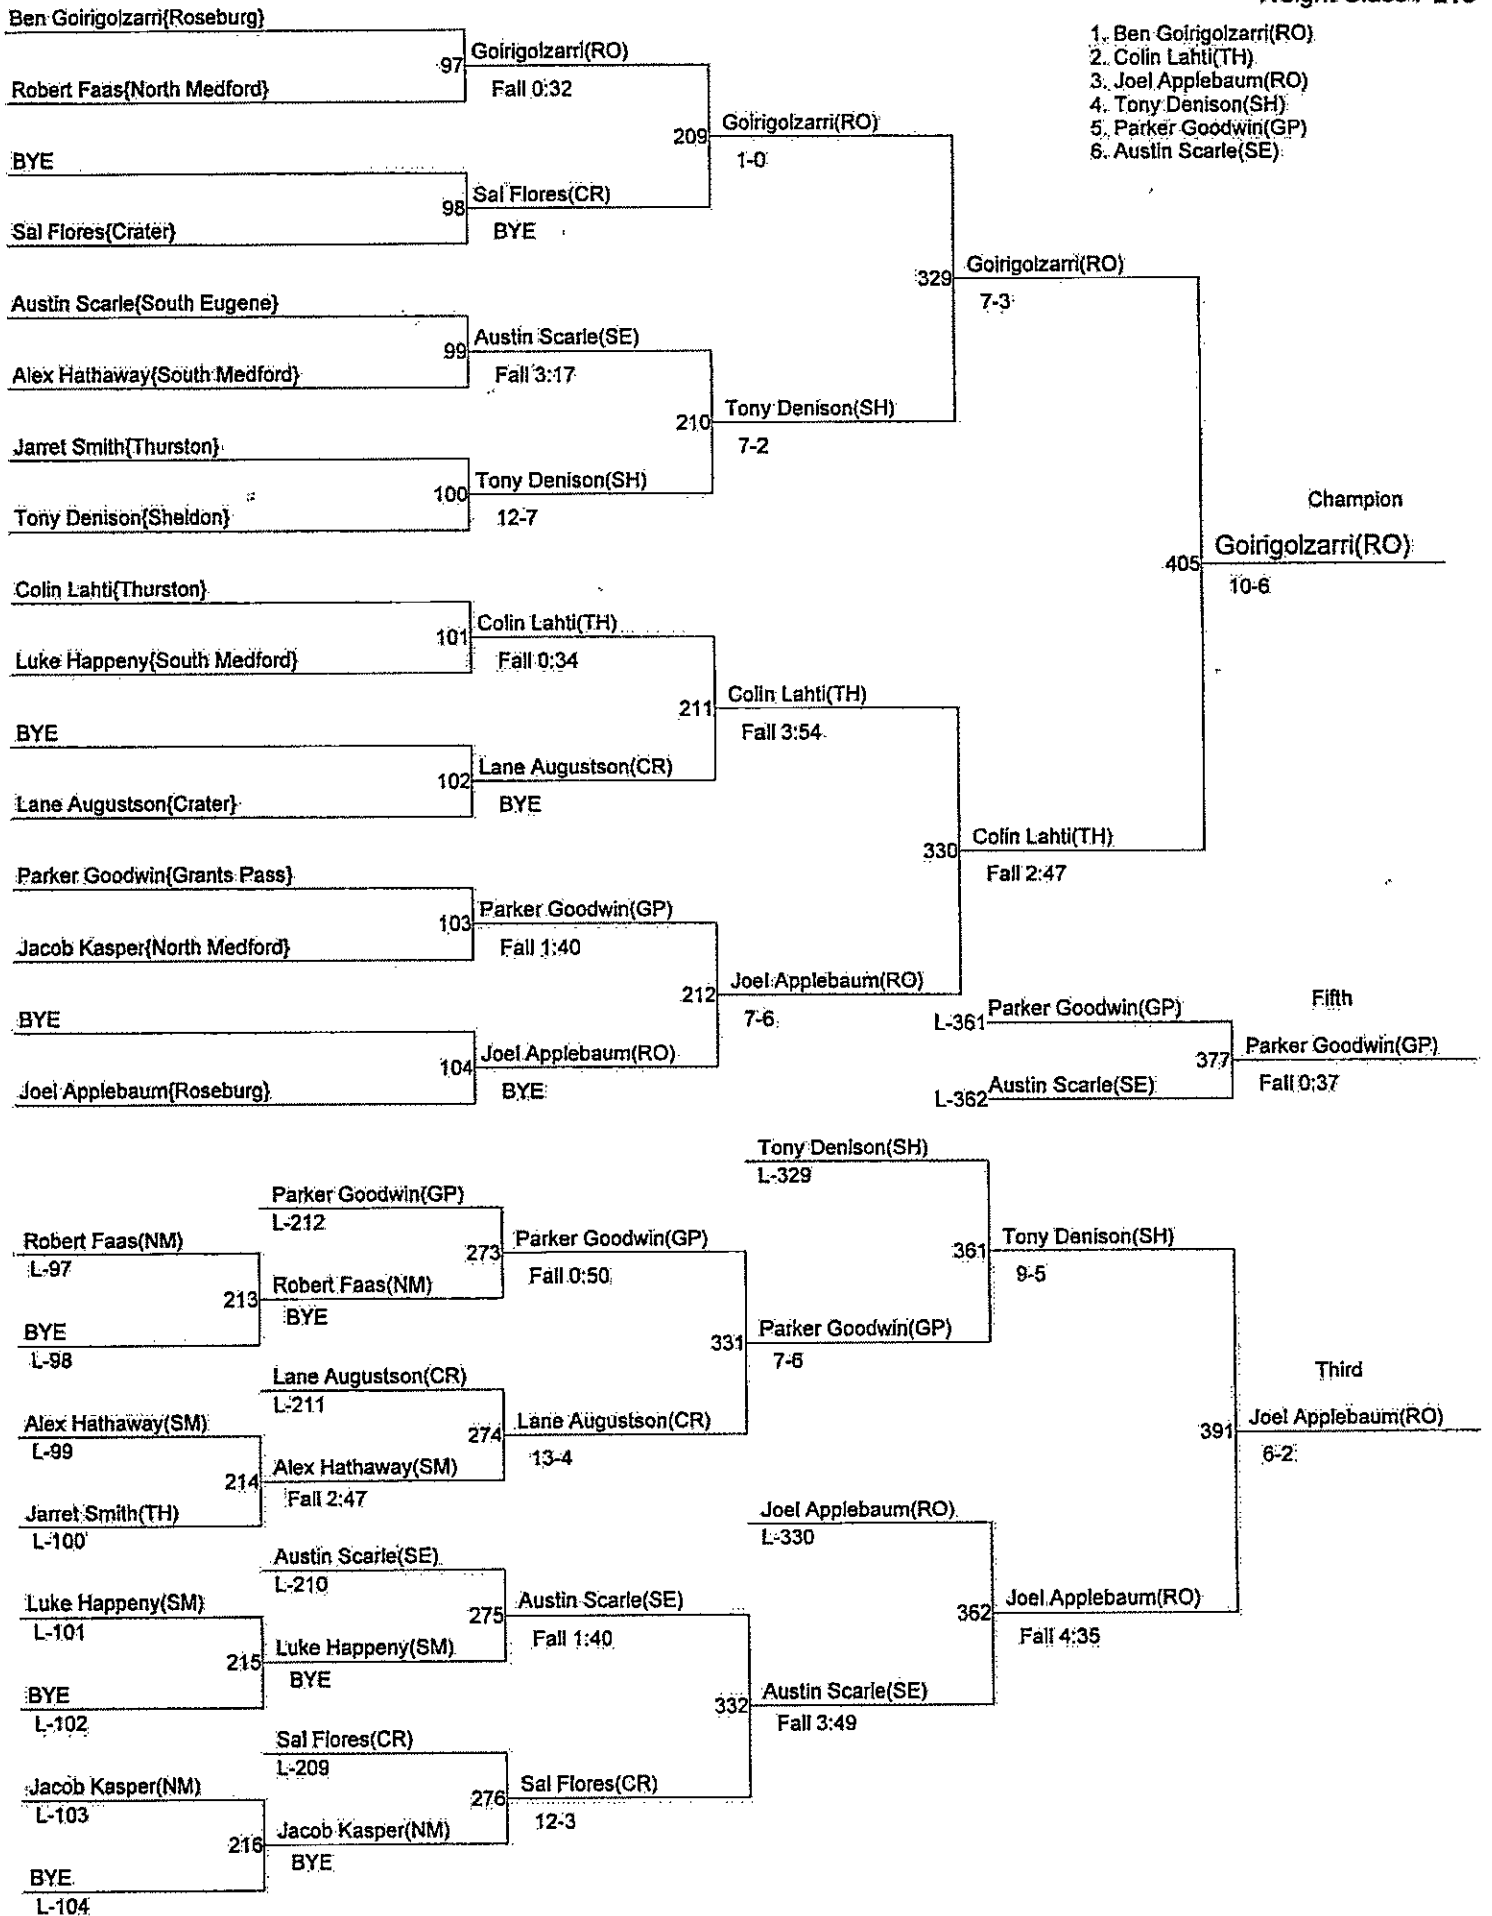 Ben Goirigolzarri{Roseburg}
97
Goirigolzarri(RO)
Fall 0:32
Robert Faas{North Medford}
209
Goirigolzarri(RO)
1-0
BYE
98
Sal Flores(CR)
BYE
Sal Flores{Crater}
329
Goirigolzarri(RO)
7-3
Austin Scarle{South Eugene}
99
Austin Scarle(SE)
Fall 3:17
Alex Hathaway{South Medford}
210
Tony Denison(SH)
7-2
Jarret Smith{Thurston}
100
Tony Denison(SH)
12-7
Tony Denison{Sheldon}
1. Ben Goirigolzarri(RO)
2. Colin Lahti(TH)
3. Joel Applebaum(RO)
4. Tony Denison(SH)
5. Parker Goodwin(GP)
6. Austin Scarle(SE)
Champion
405
Goirigolzarri(RO)
10-6
Colin Lahti{Thurston}
101
Colin Lahti(TH)
Fall 0:34
Luke Happeny{South Medford}
211
Colin Lahti(TH)
Fall 3:54
BYE
102
Lane Augustson(CR)
BYE
Lane Augustson{Crater}
330
Colin Lahti(TH)
Fall 2:47
Parker Goodwin{Grants Pass}
103
Parker Goodwin(GP)
Fall 1:40
Jacob Kasper{North Medford}
212
Joel Applebaum(RO)
7-6
BYE
104
Joel Applebaum(RO)
BYE
Joel Applebaum{Roseburg}
Fifth
L-361
Parker Goodwin(GP)
377
Parker Goodwin(GP)
Fall 0:37
L-362
Austin Scarle(SE)
Tony Denison(SH)
L-329
Parker Goodwin(GP)
L-212
Robert Faas(NM)
L-97
273
Parker Goodwin(GP)
Fall 0:50
213
Robert Faas(NM)
BYE
BYE
L-98
361
Tony Denison(SH)
9-5
331
Parker Goodwin(GP)
7-6
Lane Augustson(CR)
L-211
Alex Hathaway(SM)
L-99
274
Lane Augustson(CR)
13-4
214
Alex Hathaway(SM)
Fall 2:47
Jarret Smith(TH)
L-100
Third
391
Joel Applebaum(RO)
6-2
Joel Applebaum(RO)
L-330
Austin Scarle(SE)
L-210
Luke Happeny(SM)
L-101
275
Austin Scarle(SE)
Fall 1:40
215
Luke Happeny(SM)
BYE
BYE
L-102
362
Joel Applebaum(RO)
Fall 4:35
332
Austin Scarle(SE)
Fall 3:49
Sal Flores(CR)
L-209
Jacob Kasper(NM)
L-103
276
Sal Flores(CR)
12-3
216
Jacob Kasper(NM)
BYE
BYE
L-104